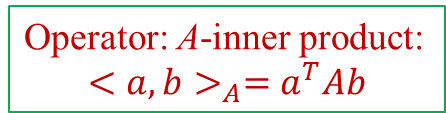 Operator: A-inner product:
< a, b >_A = a^T Ab